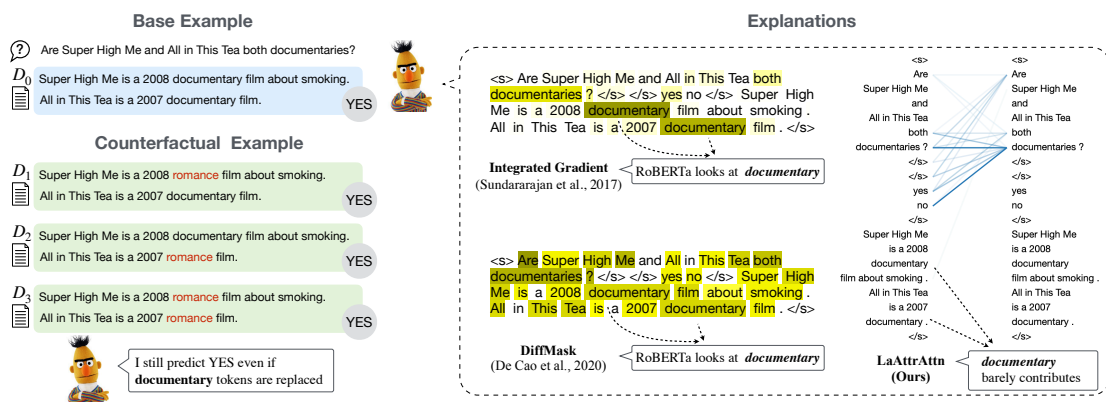 Base Example
Are Super High Me and All in This Tea both documentaries?
D0
Super High Me is a 2008 documentary film about smoking.
All in This Tea is a 2007 documentary film.
YES
Counterfactual Example
D1
Super High Me is a 2008 romance film about smoking.
All in This Tea is a 2007 documentary film.
YES
D2
Super High Me is a 2008 documentary film about smoking.
All in This Tea is a 2007 romance film.
YES
D3
Super High Me is a 2008 romance film about smoking.
All in This Tea is a 2007 romance film.
YES
I still predict YES even if
documentary tokens are replaced
Explanations
<s> Are Super High Me and All in This Tea both
documentaries ? </s> </s> yes no </s> Super High
Me is a 2008 documentary film about smoking .
All in This Tea is a 2007 documentary film . </s>
Integrated Gradient
(Sundararajan et al., 2017)
RoBERTa looks at documentary
<s> Are Super High Me and All in This Tea both
documentaries ? </s> </s> yes no </s> Super High
Me is a 2008 documentary film about smoking .
All in This Tea is a 2007 documentary film . </s>
DiffMask
(De Cao et al., 2020)
RoBERTa looks at documentary
<s>
Are
Super High Me
and
All in This Tea
both
documentaries ?
</s>
</s>
yes
no
</s>
Super High Me
is a 2008
documentary
film about smoking .
All in This Tea
is a 2007
documentary .
</s>
<s>
Are
Super High Me
and
All in This Tea
both
documentaries ?
</s>
</s>
yes
no
</s>
Super High Me
is a 2008
documentary
film about smoking .
All in This Tea
is a 2007
documentary .
</s>
LaAttrAttn
(Ours)
documentary
barely contributes